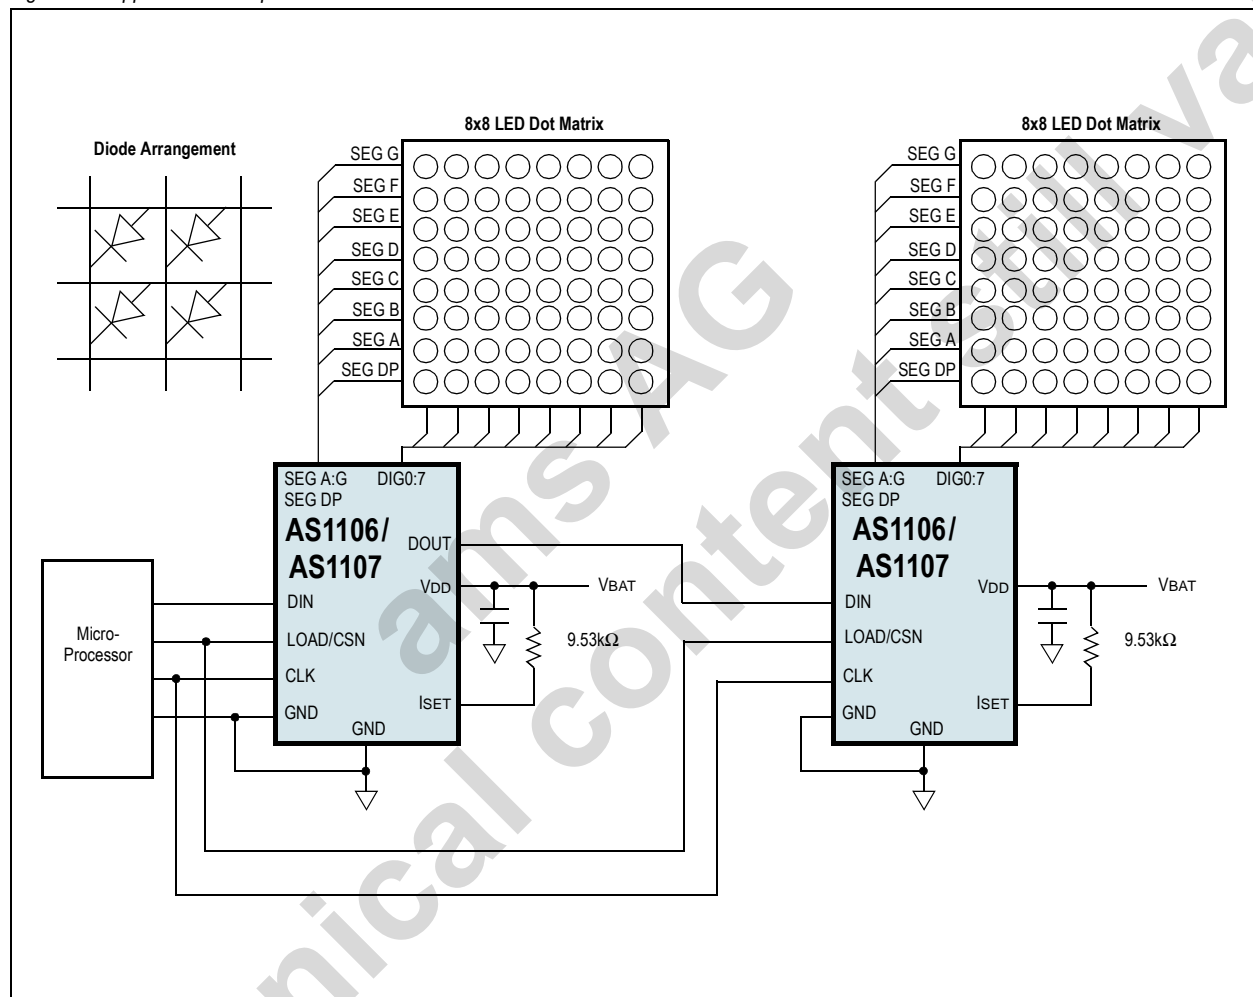 8x8 LED Dot Matrix
8x8 LED Dot Matrix
Diode Arrangement
SEG G
SEG F
SEG E
SEG D
SEG C
SEG B
SEG A
SEG DP
SEG G
SEG F
SEG E
SEG D
SEG C
SEG B
SEG A
SEG DP
SEG A:G DIG0:7
SEG DP
AS1106/
AS1107
DOUT
VDD
VBAT
DIN
LOAD/CSN
CLK
GND
ISET
GND
9.53kΩ
Micro-
Processor
SEG A:G DIG0:7
SEG DP
AS1106/
AS1107
VDD
VBAT
DIN
LOAD/CSN
CLK
GND
ISET
GND
9.53kΩ
ams AG
content still